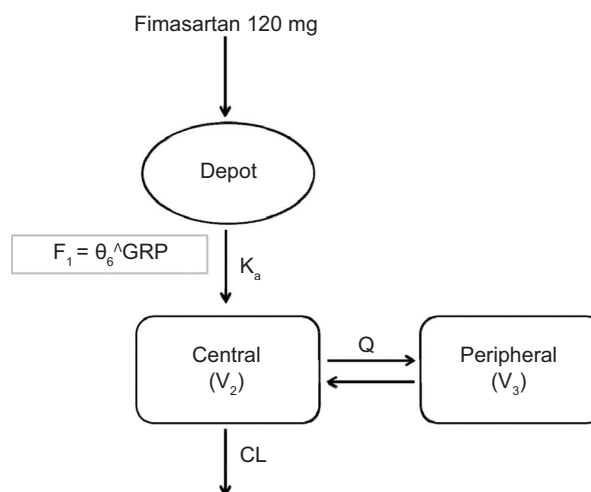 Fimasartan 120 mg
Depot
F₁ = θ₆^GRP
Kₐ
Central
(V₂)
Q
Peripheral
(V₃)
CL